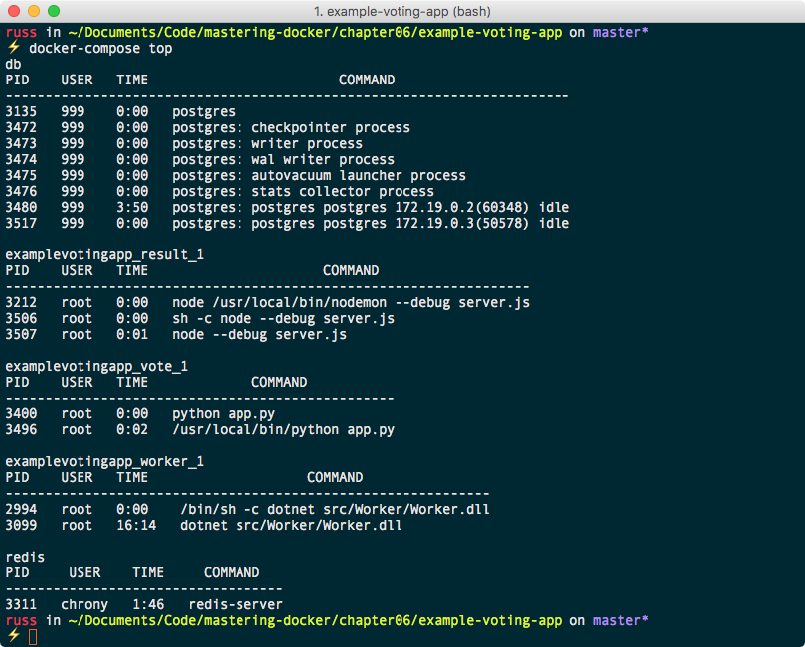 1. example-voting-app (bash)
russ in ~/Documents/Code/mastering-docker/chapter06/example-voting-app on master*
⚡ docker-compose top
db
PID    USER   TIME                        COMMAND
-----------------------------------------------------------------------
3135   999    0:00   postgres
3472   999    0:00   postgres: checkpointer process
3473   999    0:00   postgres: writer process
3474   999    0:00   postgres: wal writer process
3475   999    0:00   postgres: autovacuum launcher process
3476   999    0:00   postgres: stats collector process
3480   999    3:50   postgres: postgres postgres 172.19.0.2(60348) idle
3517   999    0:00   postgres: postgres postgres 172.19.0.3(50578) idle
examplevotingapp_result_1
PID    USER   TIME                      COMMAND
------------------------------------------------------------------
3212   root   0:00   node /usr/local/bin/nodemon --debug server.js
3506   root   0:00   sh -c node --debug server.js
3507   root   0:01   node --debug server.js
examplevotingapp_vote_1
PID    USER   TIME             COMMAND
-------------------------------------------------
3400   root   0:00   python app.py
3496   root   0:02   /usr/local/bin/python app.py
examplevotingapp_worker_1
PID    USER   TIME                    COMMAND
-------------------------------------------------------------
2994   root   0:00    /bin/sh -c dotnet src/Worker/Worker.dll
3099   root   16:14   dotnet src/Worker/Worker.dll
redis
PID     USER    TIME     COMMAND
-----------------------------------
3311   chrony   1:46   redis-server
russ in ~/Documents/Code/mastering-docker/chapter06/example-voting-app on master*
⚡